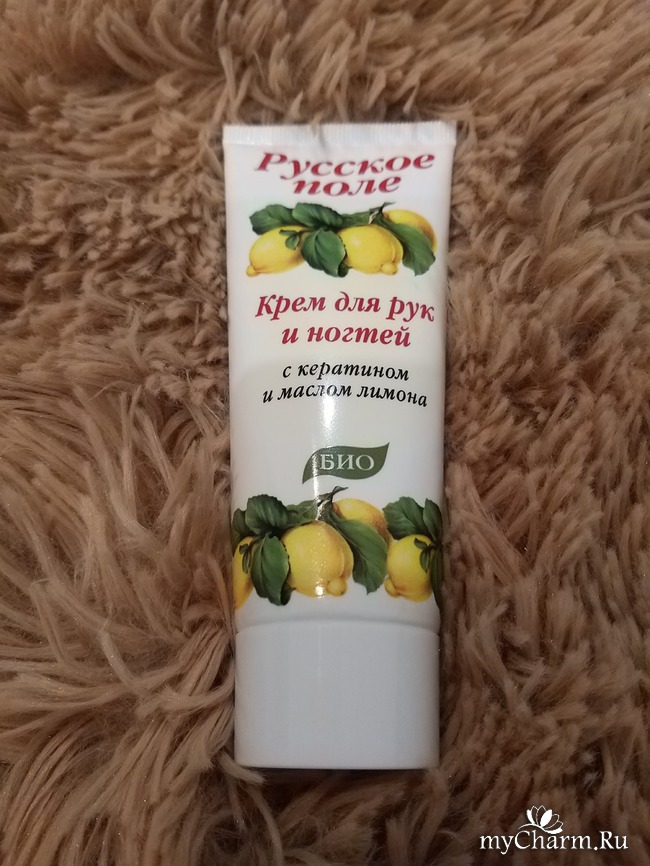 Русское
поле
Крем для рук
и ногтей
с кератином
и маслом лимона
БИО
myCharm.Ru